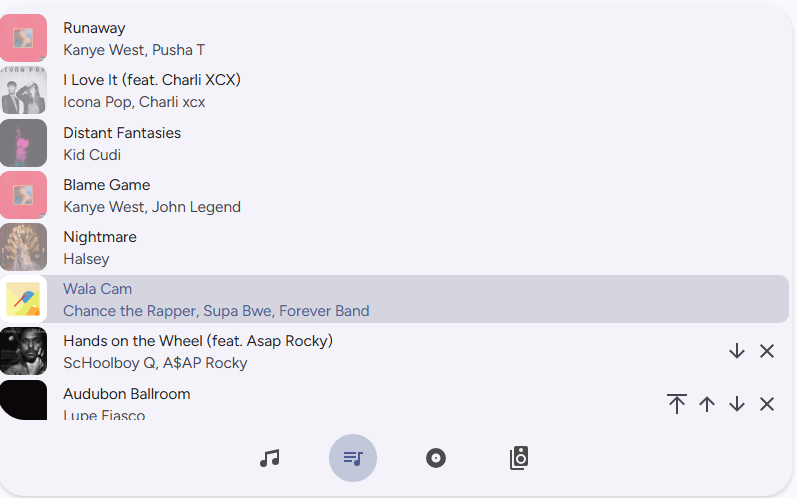 Runaway
Kanye West, Pusha T
I Love It (feat. Charli XCX)
Icona Pop, Charli xcx
Distant Fantasies
Kid Cudi
Blame Game
Kanye West, John Legend
Nightmare
Halsey
Wala Cam
Chance the Rapper, Supa Bwe, Forever Band
Hands on the Wheel (feat. Asap Rocky)
ScHoolboy Q, A$AP Rocky
Audubon Ballroom
Lupe Fiasco